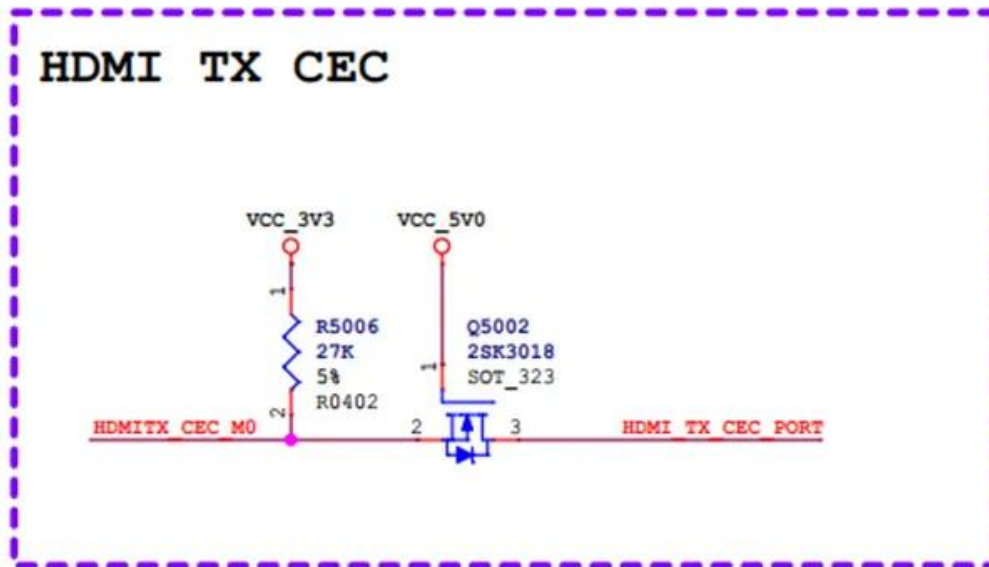 HDMI TX CEC
VCC_3V3
VCC_5V0
1
R5006
27K
5%
R0402
2
1
Q5002
2SK3018
SOT_323
HDMITX_CEC_M0
2
3
HDMI_TX_CEC_PORT